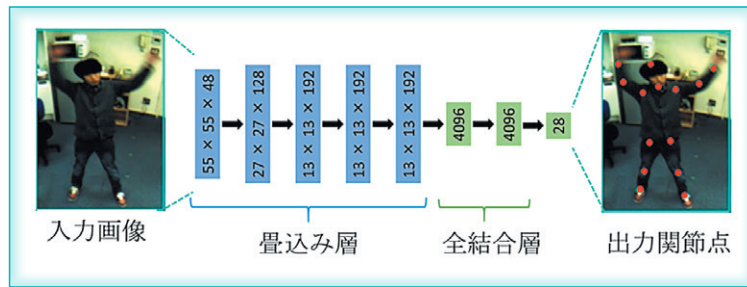 55 × 55 × 48
27 × 27 × 128
13 × 13 × 192
13 × 13 × 192
13 × 13 × 192
4096
4096
28
入力画像
畳込み層
全結合層
出力関節点